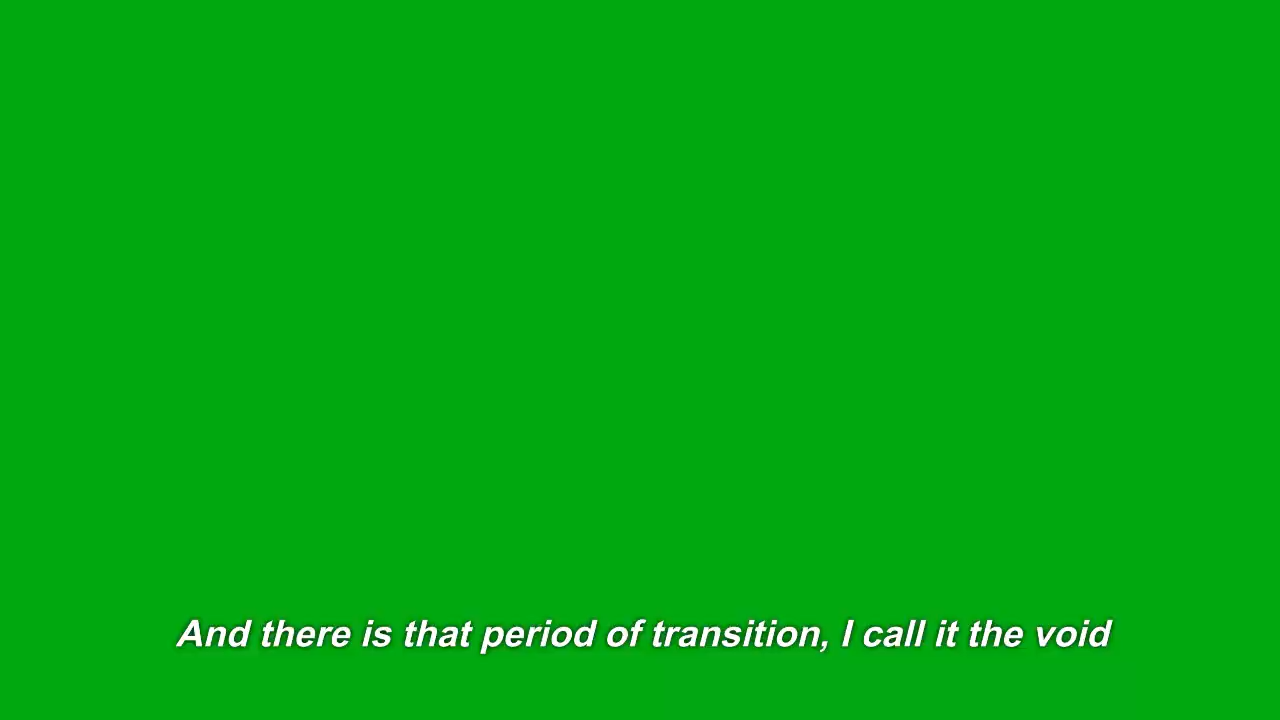 And there is that period of transition, I call it the void